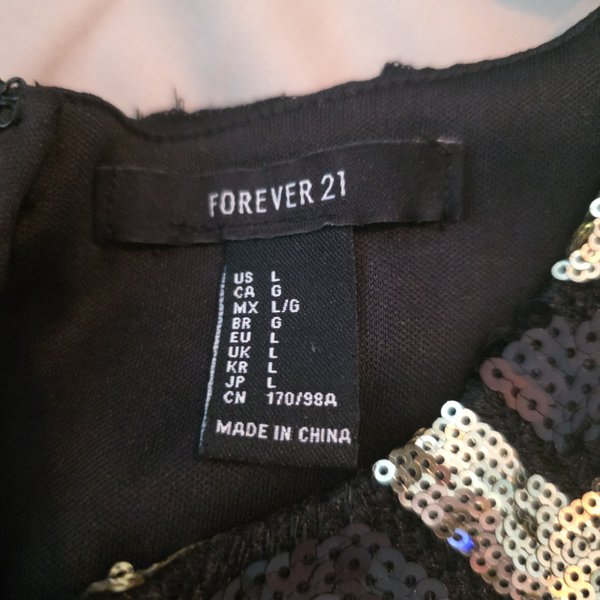 FOREVER 21
US L
CA G
MX L/G
BR G
EU L
UK L
KR L
JP L
CN 170/98A
MADE IN CHINA